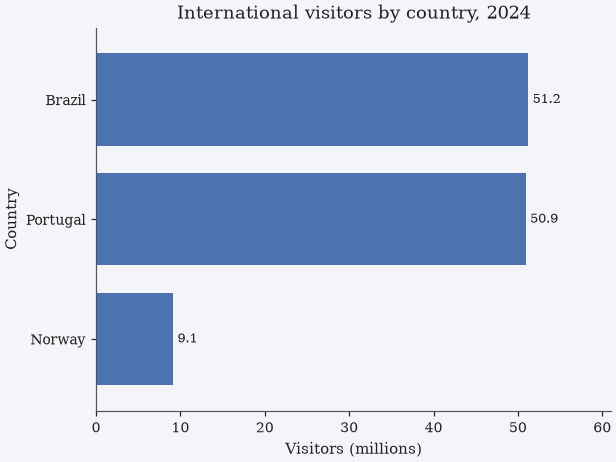 International visitors by country, 2024
Country
Brazil
51.2
Portugal
50.9
Norway
9.1
0 10 20 30 40 50 60
Visitors (millions)